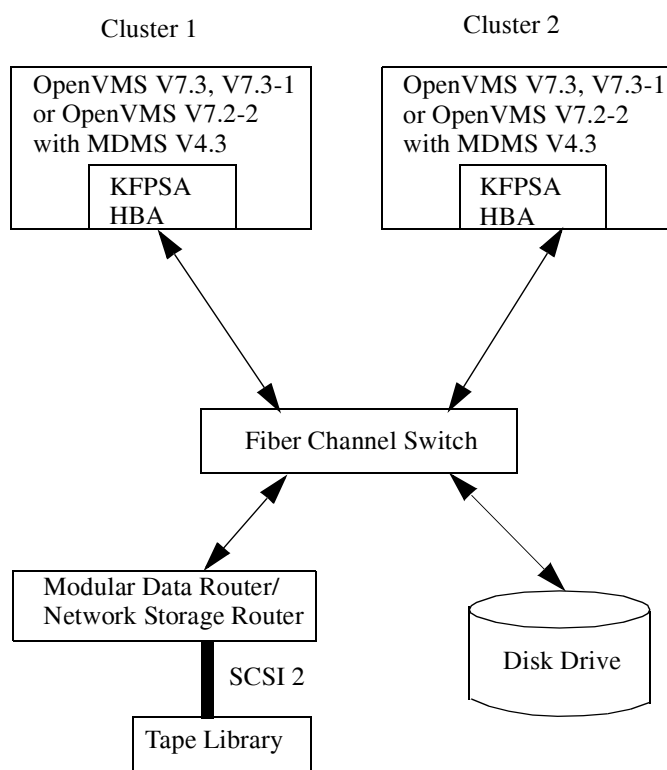 Cluster 1
Cluster 2
OpenVMS V7.3, V7.3-1
or OpenVMS V7.2-2
with MDMS V4.3
KFPSA
HBA
OpenVMS V7.3, V7.3-1
or OpenVMS V7.2-2
with MDMS V4.3
KFPSA
HBA
Fiber Channel Switch
Modular Data Router/
Network Storage Router
SCSI 2
Tape Library
Disk Drive